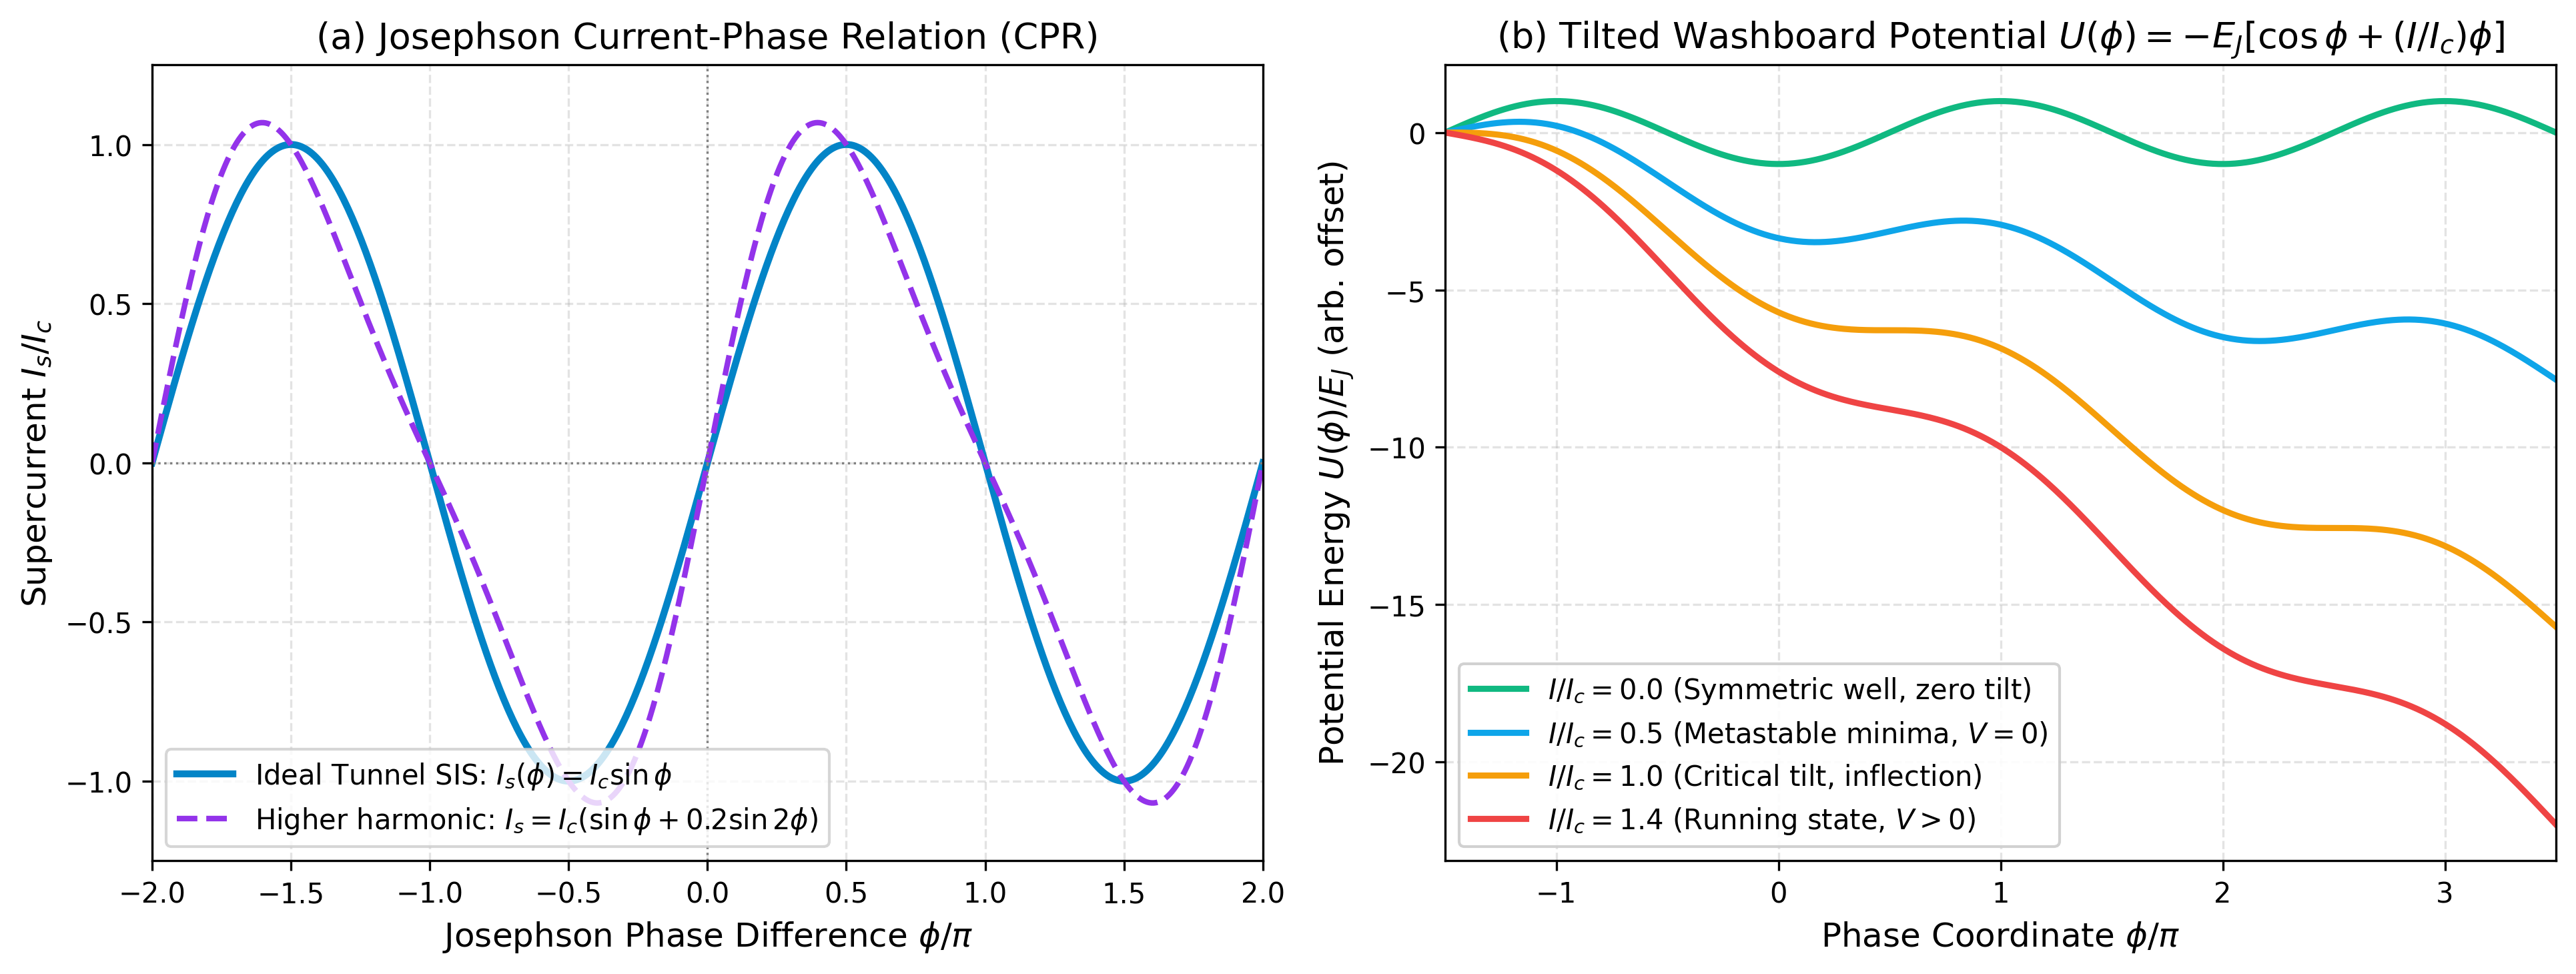 (a) Josephson Current-Phase Relation (CPR)
Supercurrent I_s/I_c
1.0
0.5
0.0
−0.5
−1.0
Ideal Tunnel SIS: I_s(ϕ) = I_c sin ϕ
Higher harmonic: I_s = I_c(sin ϕ + 0.2sin 2ϕ)
−2.0 −1.5 −1.0 −0.5 0.0 0.5 1.0 1.5 2.0
Josephson Phase Difference ϕ/π
(b) Tilted Washboard Potential U(ϕ) = −E_J[cos ϕ + (I/I_c)ϕ]
Potential Energy U(ϕ)/E_J (arb. offset)
0
−5
−10
−15
−20
I/I_c = 0.0 (Symmetric well, zero tilt)
I/I_c = 0.5 (Metastable minima, V = 0)
I/I_c = 1.0 (Critical tilt, inflection)
I/I_c = 1.4 (Running state, V > 0)
−1 0 1 2 3
Phase Coordinate ϕ/π